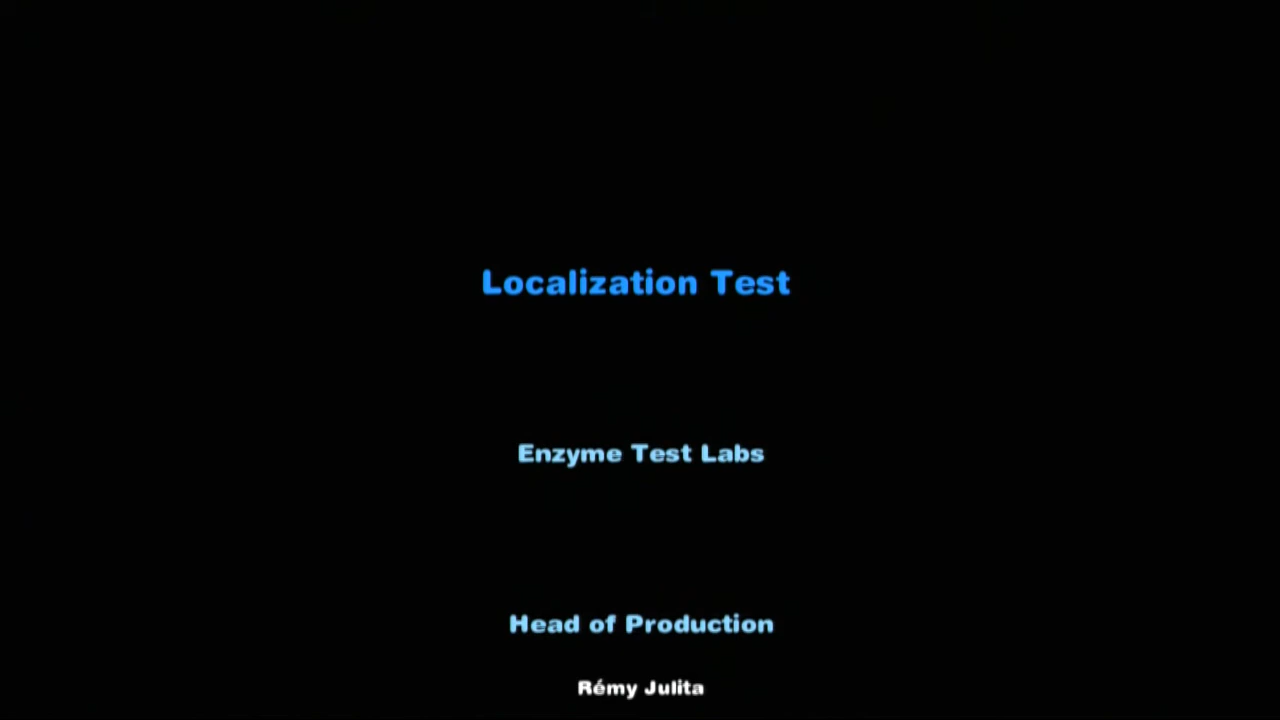 Localization Test
Enzyme Test Labs
Head of Production
Rémy Julita